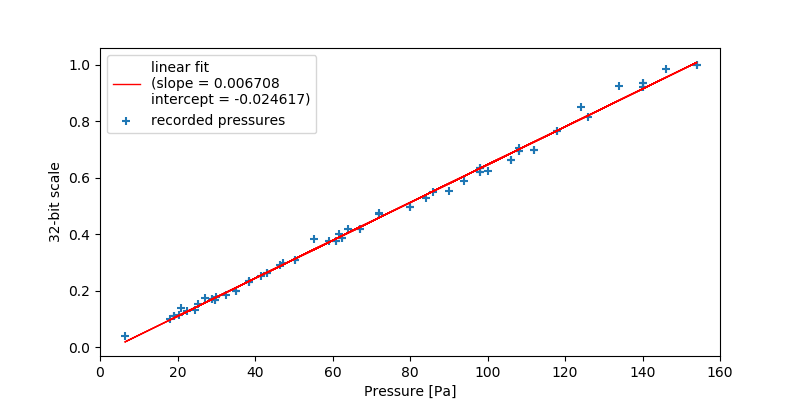 linear fit
(slope = 0.006708
intercept = -0.024617)
recorded pressures
1.0
0.8
0.6
0.4
0.2
0.0
32-bit scale
0 20 40 60 80 100 120 140 160
Pressure [Pa]